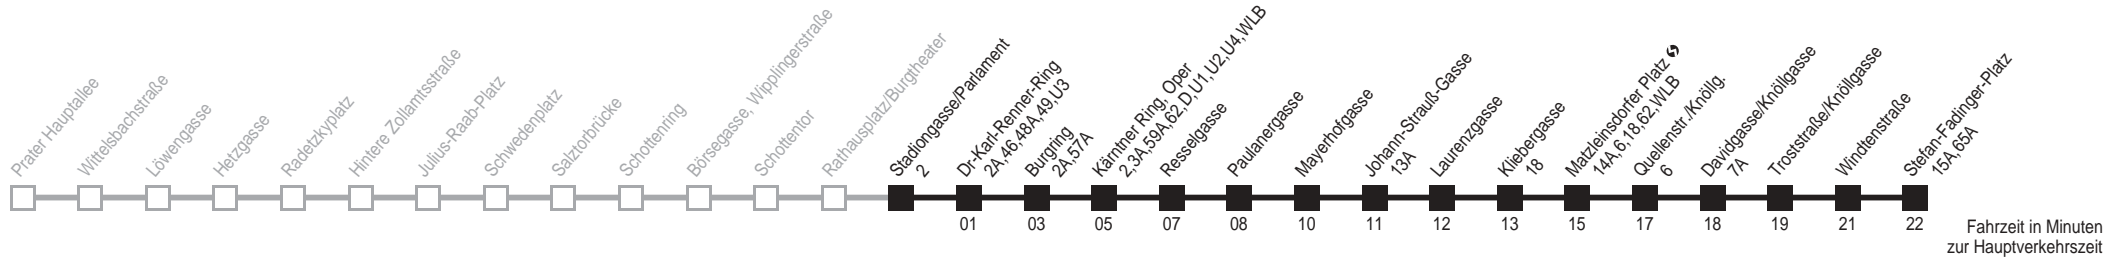 Prater Hauptallee
Wittelsbachstraße
Löwengasse
Hetzgasse
Radetzkyplatz
Hintere Zollamtsstraße
Julius-Raab-Platz
Schwedenplatz
Salztorbrücke
Schottenring
Börsegasse, Wipplingerstraße
Schottentor
Rathausplatz/Burgtheater
Stadiongasse/Parlament
2
Dr-Karl-Renner-Ring
2A,46,48A,49,U3
Burgring
2A,57A
Kärntner Ring, Oper
2,3A,59A,62,D,U1,U2,U4,WLB
Resselgasse
Paulanergasse
Mayerhofgasse
Johann-Strauß-Gasse
13A
Laurenzgasse
Kliebergasse
18
Matzleinsdorfer Platz
14A,6,18,62,WLB
Quellenstr./Knöllg.
6
Davidgasse/Knöllgasse
7A
Troststraße/Knöllgasse
Windtenstraße
Stefan-Fadinger-Platz
15A,65A
01 03 05 07 08 10 11 12 13 15 17 18 19 21 22
Fahrzeit in Minuten
zur Hauptverkehrszeit